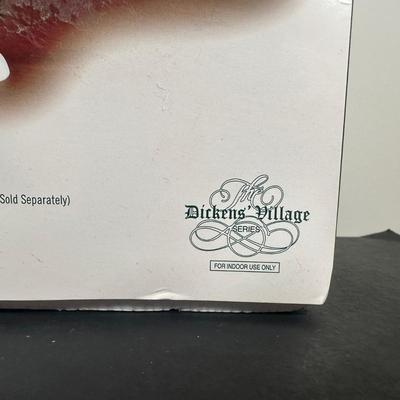 Sold Separately)
The
Dickens' Village
SERIES
FOR INDOOR USE ONLY